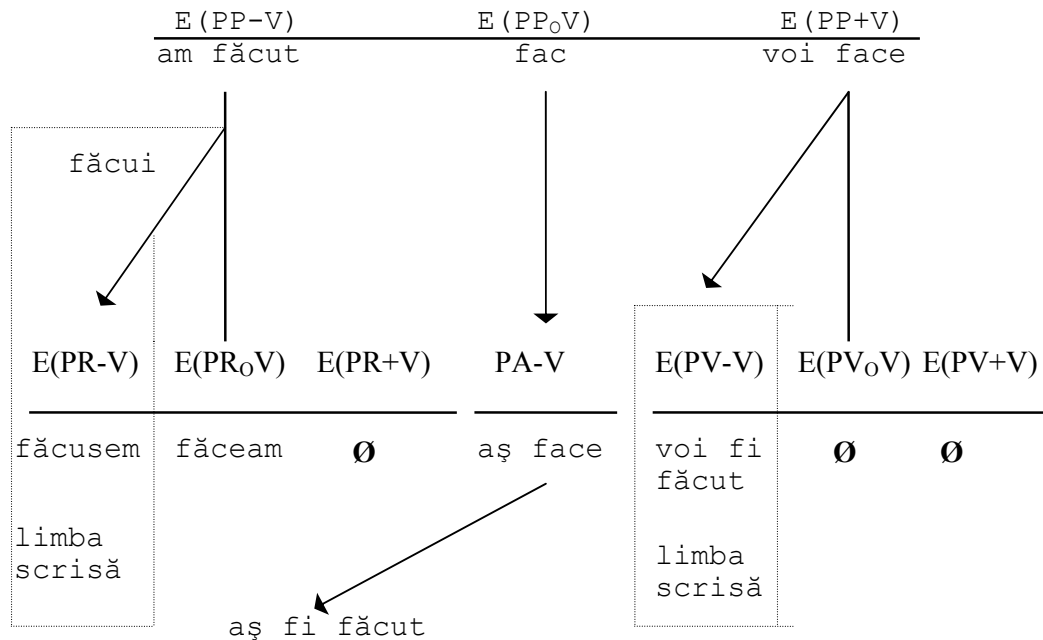 E(PP-V) E(PPOV) E(PP+V)
am făcut fac voi face
făcui
E(PR-V) E(PROV) E(PR+V) PA-V E(PV-V) E(PVOV) E(PV+V)
făcusem făceam Ø aş face voi fi Ø Ø
făcut
limba
scrisă
limba
scrisă
aş fi făcut